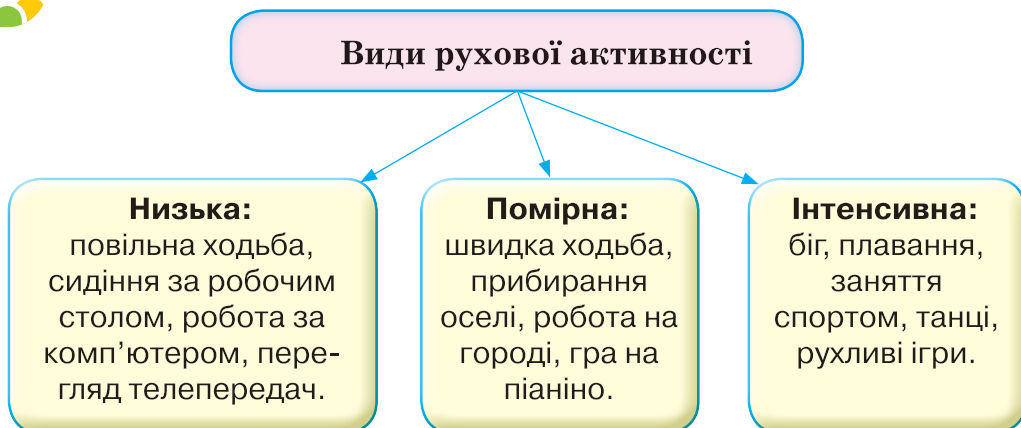 Види рухової активності
Низька:
повільна ходьба,
сидіння за робочим
столом, робота за
комп’ютером, пере-
гляд телепередач.
Помірна:
швидка ходьба,
прибирання
оселі, робота на
городі, гра на
піаніно.
Інтенсивна:
біг, плавання,
заняття
спортом, танці,
рухливі ігри.